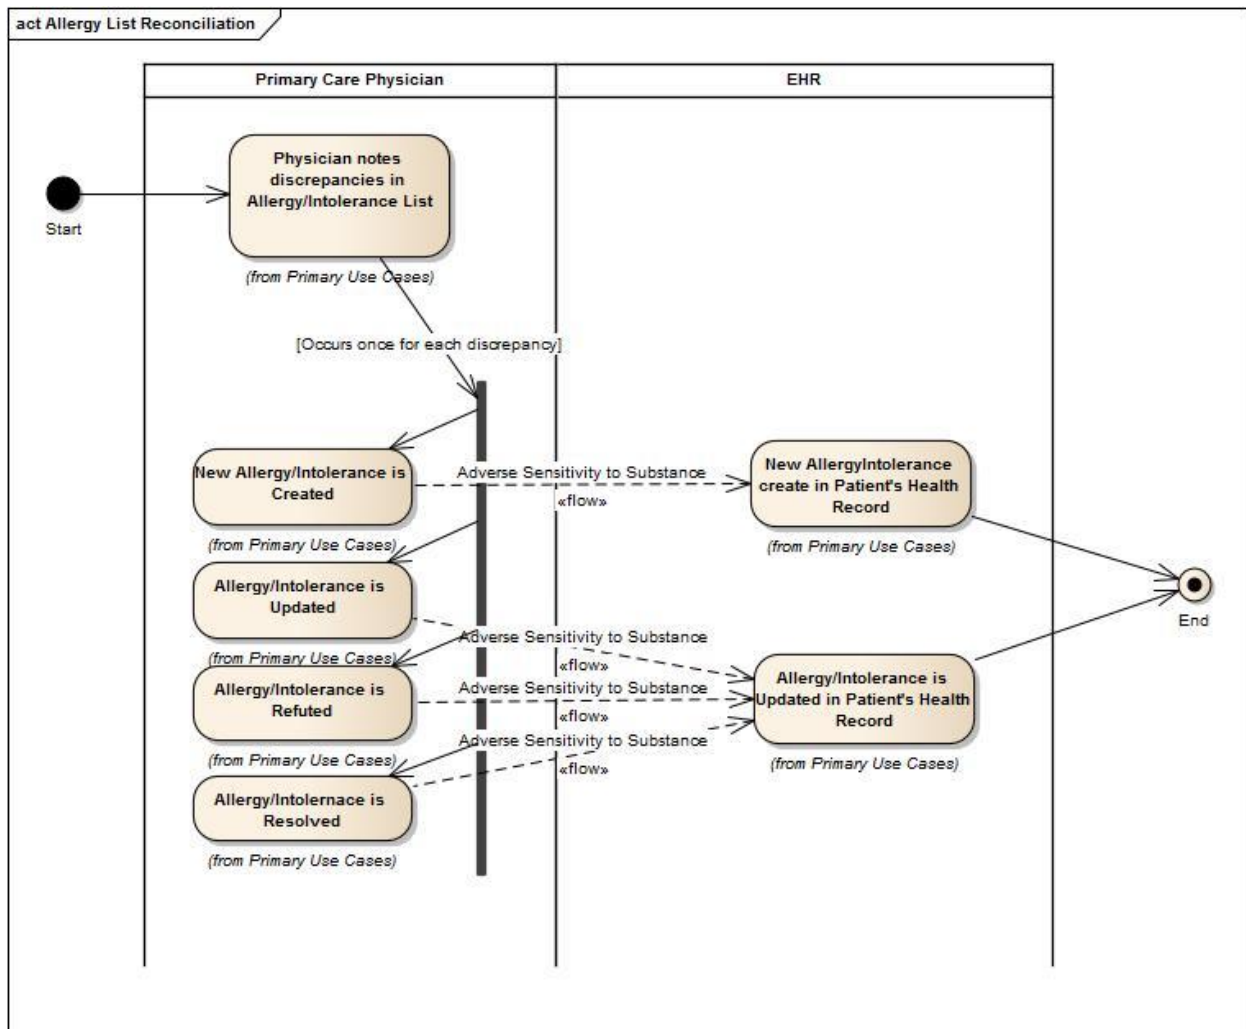 act Allergy List Reconciliation
Primary Care Physician
EHR
Physician notes
discrepancies in
Allergy/Intolerance List
Start
(from Primary Use Cases)
[Occurs once for each discrepancy]
New Allergy/Intolerance is
Created
(from Primary Use Cases)
Adverse Sensitivity to Substance
«flow»
New AllergyIntolerance
create in Patient's Health
Record
(from Primary Use Cases)
Allergy/Intolerance is
Updated
(from Primary Use Cases)
Adverse Sensitivity to Substance
«flow»
End
Allergy/Intolerance is
Refuted
(from Primary Use Cases)
Adverse Sensitivity to Substance
«flow»
Allergy/Intolerance is
Updated in Patient's Health
Record
(from Primary Use Cases)
Adverse Sensitivity to Substance
«flow»
Allergy/Intolernace is
Resolved
(from Primary Use Cases)